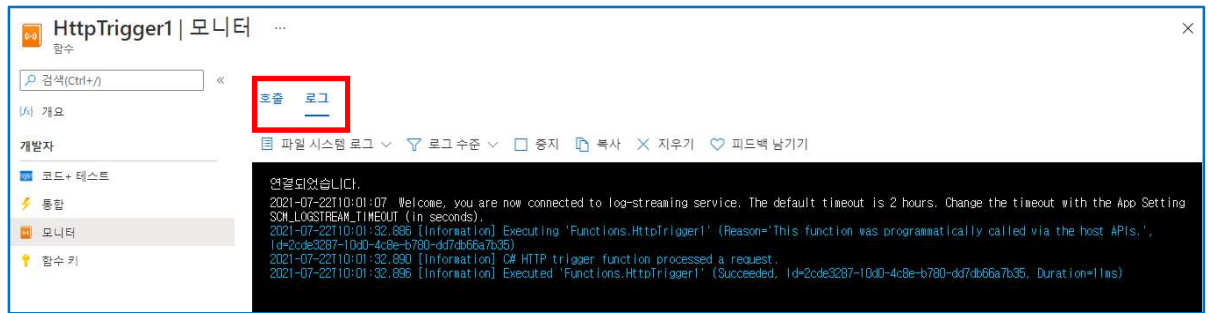 HttpTrigger1 | 모니터 ...
함수
검색(Ctrl+/)
«
개요
개발자
코드+ 테스트
통합
모니터
함수 키
호출 로그
파일 시스템 로그 로그 수준 중지 복사 지우기 피드백 남기기
연결되었습니다.
2021-07-22T10:01:07 Welcome, you are now connected to log-streaming service. The default timeout is 2 hours. Change the timeout with the App Setting
SCM_LOGSTREAM_TIMEOUT (in seconds).
2021-07-22T10:01:32.886 [Information] Executing 'Functions.HttpTrigger1' (Reason='This function was programmatically called via the host APIs.',
Id=2cde3287-10d0-4c8e-b780-dd7db66a7b35)
2021-07-22T10:01:32.890 [Information] C# HTTP trigger function processed a request.
2021-07-22T10:01:32.896 [Information] Executed 'Functions.HttpTrigger1' (Succeeded, Id=2cde3287-10d0-4c8e-b780-dd7db66a7b35, Duration=11ms)